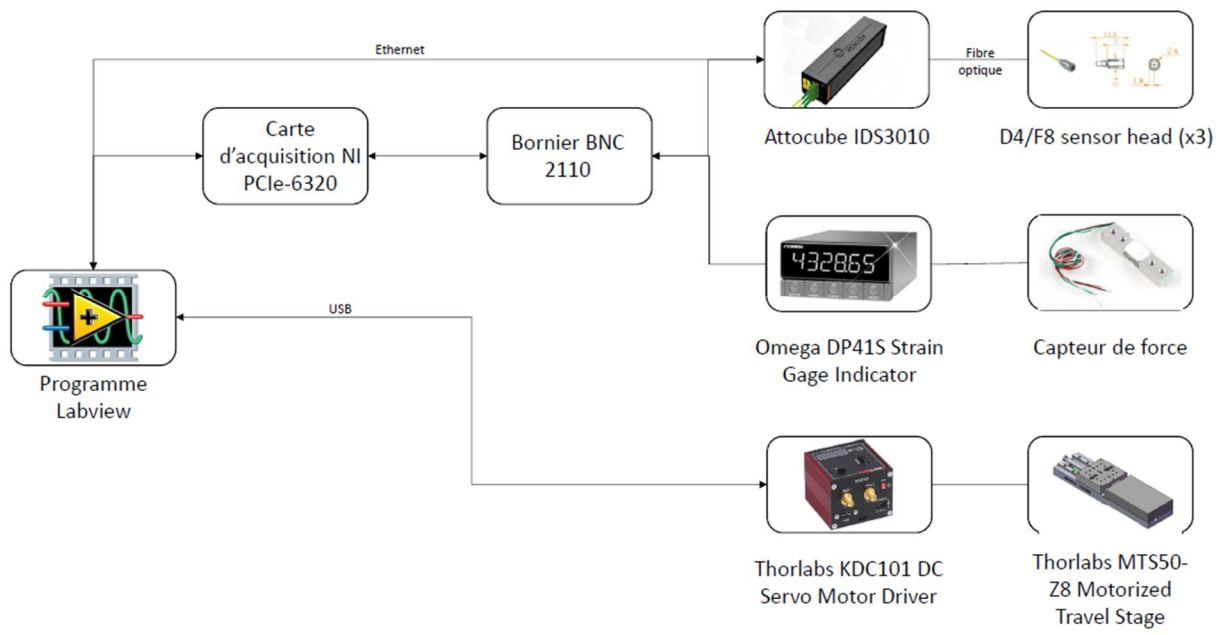 Ethernet
Fibre
optique
Attocube IDS3010
D4/F8 sensor head (x3)
Carte
d'acquisition NI
PCIe-6320
Bornier BNC
2110
4328.65
Omega DP41S Strain
Gage Indicator
Capteur de force
USB
Programme
Labview
Thorlabs KDC101 DC
Servo Motor Driver
Thorlabs MTS50-
Z8 Motorized
Travel Stage